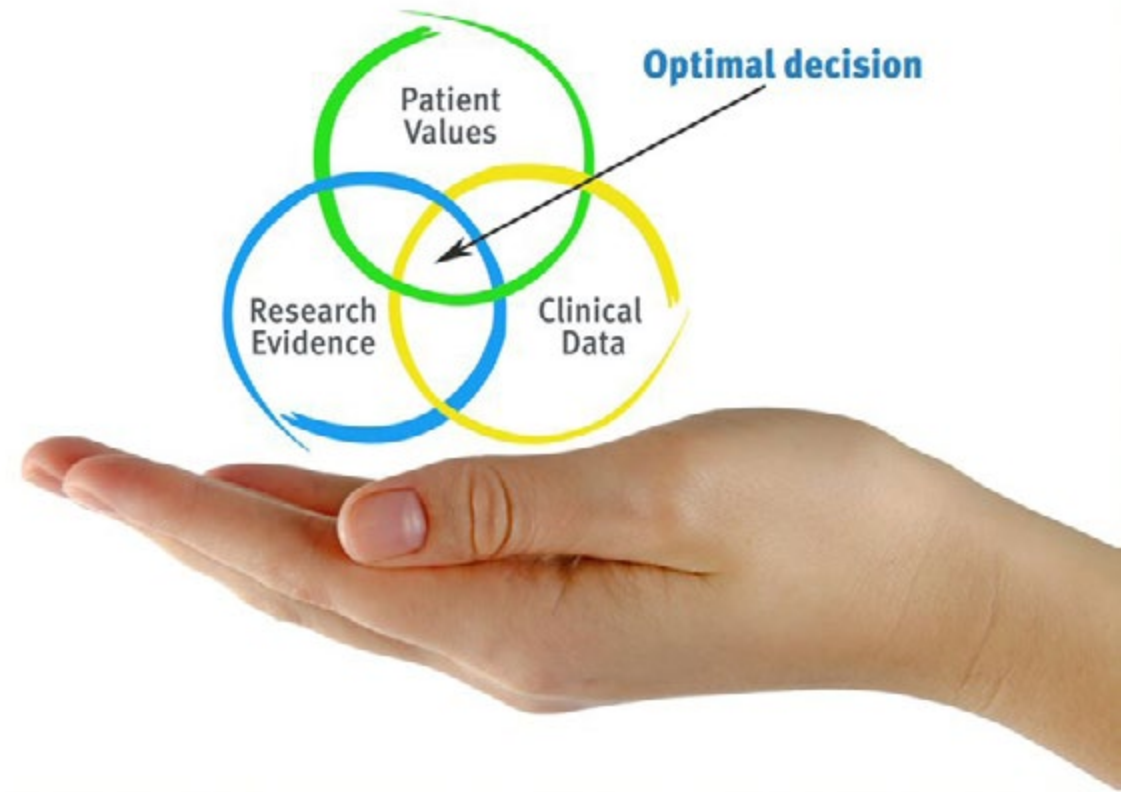 Optimal decision
Patient
Values
Research
Evidence
Clinical
Data